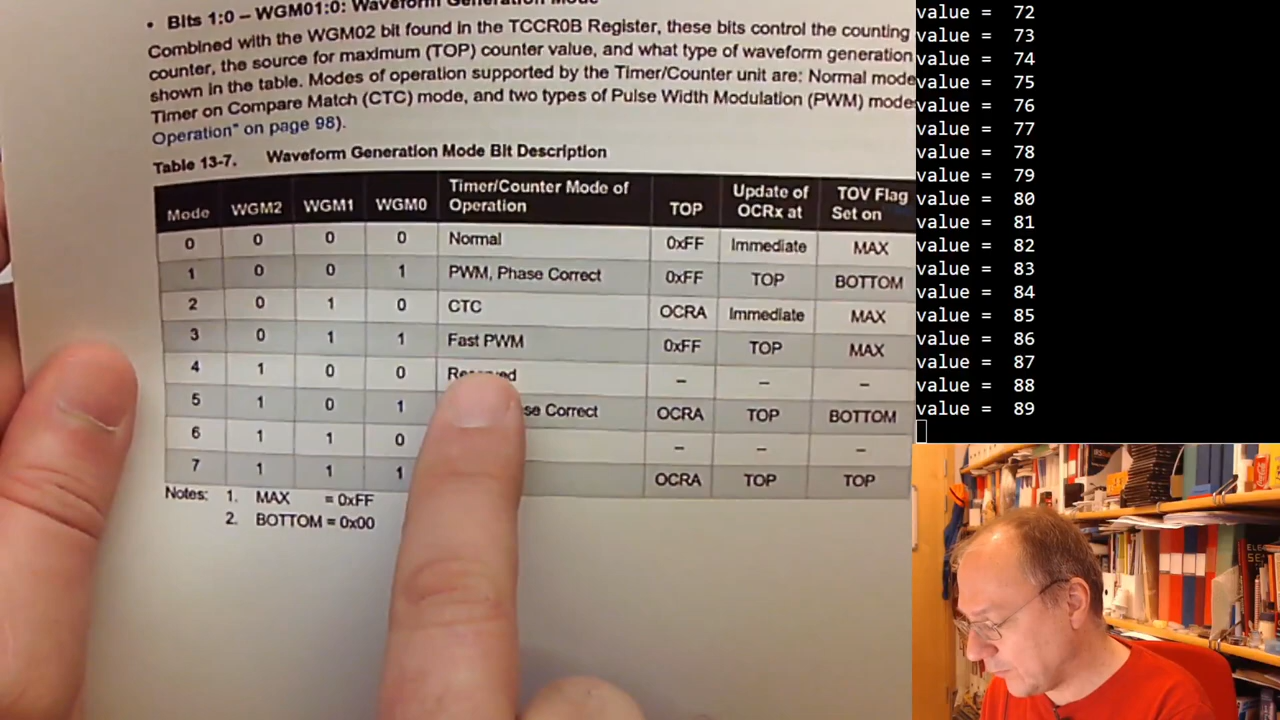 • Bits 1:0 – WGM01:0: Waveform Generation Mode
Combined with the WGM02 bit found in the TCCR0B Register, these bits control the counting
counter, the source for maximum (TOP) counter value, and what type of waveform generation
shown in the table. Modes of operation supported by the Timer/Counter unit are: Normal mode
Timer on Compare Match (CTC) mode, and two types of Pulse Width Modulation (PWM) mode
Operation" on page 98).
Table 13-7. Waveform Generation Mode Bit Description
Mode WGM2 WGM1 WGM0 Timer/Counter Mode of Operation TOP Update of OCRx at TOV Flag Set on
0 0 0 0 Normal 0xFF Immediate MAX
1 0 0 1 PWM, Phase Correct 0xFF TOP BOTTOM
2 0 1 0 CTC OCRA Immediate MAX
3 0 1 1 Fast PWM 0xFF TOP MAX
4 1 0 0 Reserved – – –
5 1 0 1 Correct OCRA TOP BOTTOM
6 1 1 0 – – –
7 1 1 1 OCRA TOP TOP
Notes: 1. MAX = 0xFF
2. BOTTOM = 0x00
value = 72
value = 73
value = 74
value = 75
value = 76
value = 77
value = 78
value = 79
value = 80
value = 81
value = 82
value = 83
value = 84
value = 85
value = 86
value = 87
value = 88
value = 89